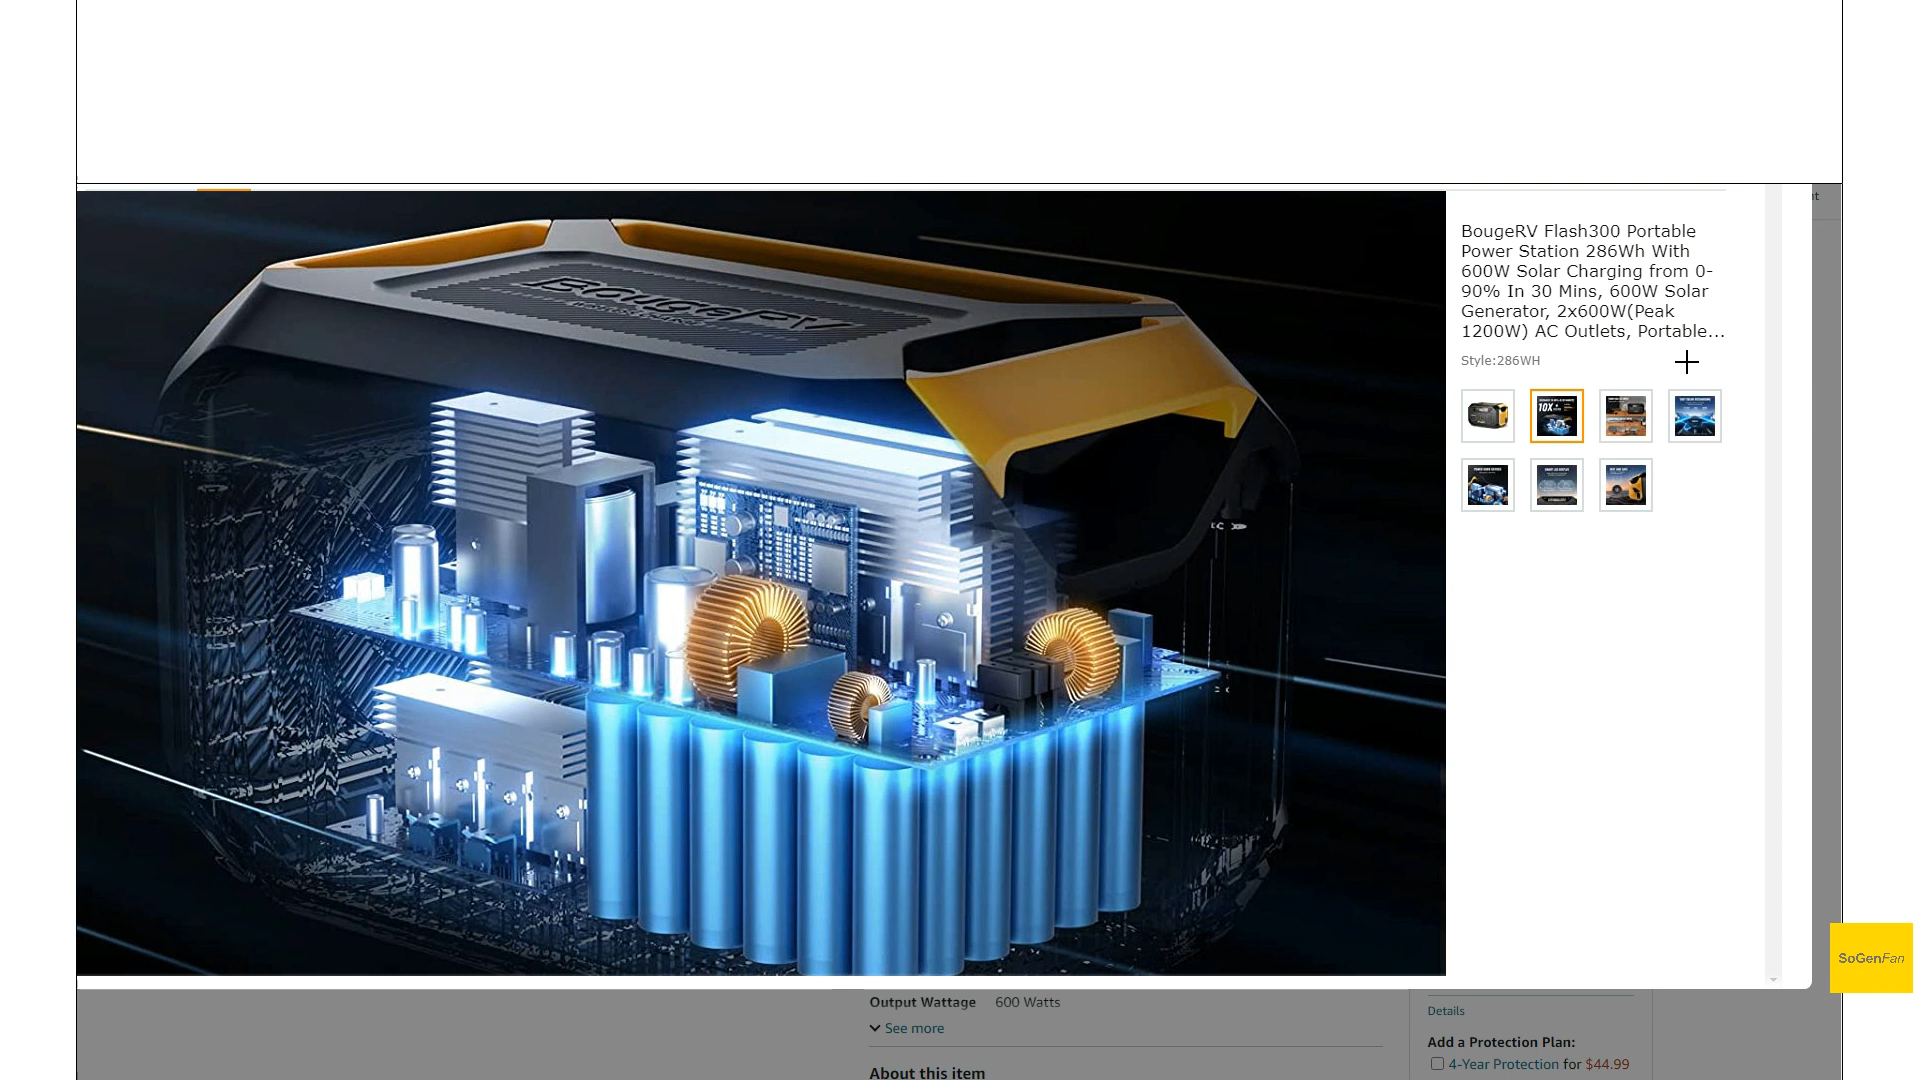 BougeRV
BougeRV Flash300 Portable
Power Station 286Wh With
600W Solar Charging from 0-
90% In 30 Mins, 600W Solar
Generator, 2x600W(Peak
1200W) AC Outlets, Portable...
Style:286WH
10X
SoGenFan
Output Wattage 600 Watts
See more
About this item
Details
Add a Protection Plan:
4-Year Protection for $44.99